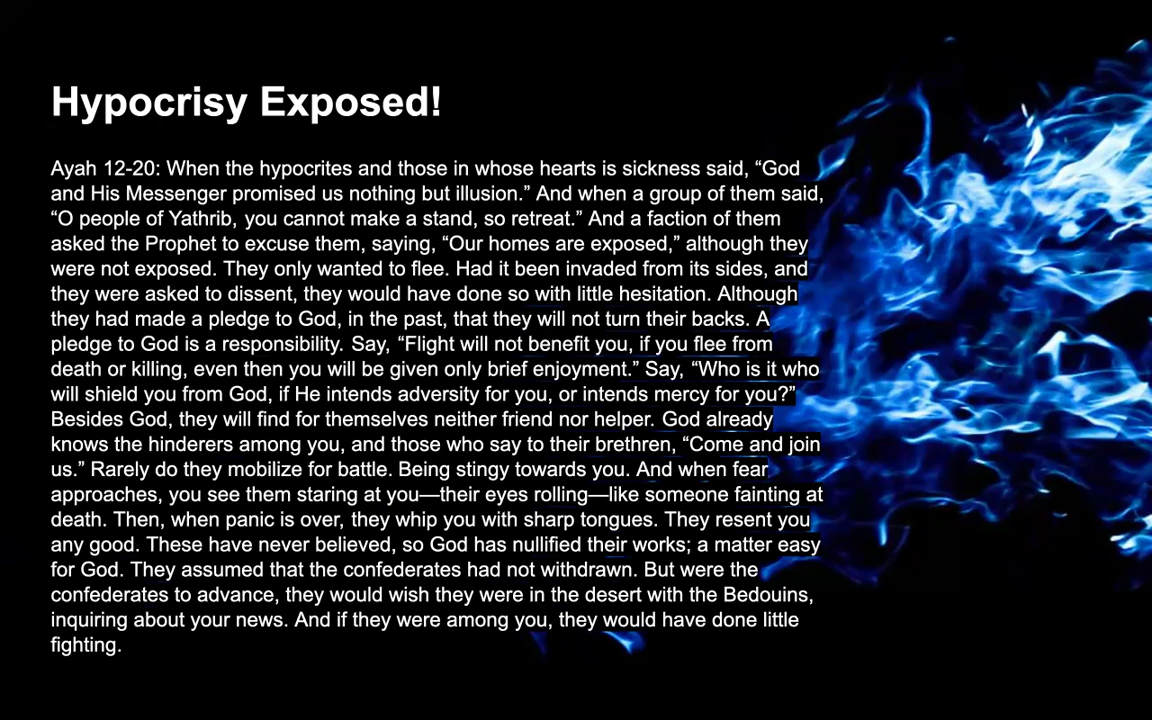 Hypocrisy Exposed!
Ayah 12-20: When the hypocrites and those in whose hearts is sickness said, “God
and His Messenger promised us nothing but illusion.” And when a group of them said,
“O people of Yathrib, you cannot make a stand, so retreat.” And a faction of them
asked the Prophet to excuse them, saying, “Our homes are exposed,” although they
were not exposed. They only wanted to flee. Had it been invaded from its sides, and
they were asked to dissent, they would have done so with little hesitation. Although
they had made a pledge to God, in the past, that they will not turn their backs. A
pledge to God is a responsibility. Say, “Flight will not benefit you, if you flee from
death or killing, even then you will be given only brief enjoyment.” Say, “Who is it who
will shield you from God, if He intends adversity for you, or intends mercy for you?”
Besides God, they will find for themselves neither friend nor helper. God already
knows the hinderers among you, and those who say to their brethren, “Come and join
us.” Rarely do they mobilize for battle. Being stingy towards you. And when fear
approaches, you see them staring at you—their eyes rolling—like someone fainting at
death. Then, when panic is over, they whip you with sharp tongues. They resent you
any good. These have never believed, so God has nullified their works; a matter easy
for God. They assumed that the confederates had not withdrawn. But were the
confederates to advance, they would wish they were in the desert with the Bedouins,
inquiring about your news. And if they were among you, they would have done little
fighting.